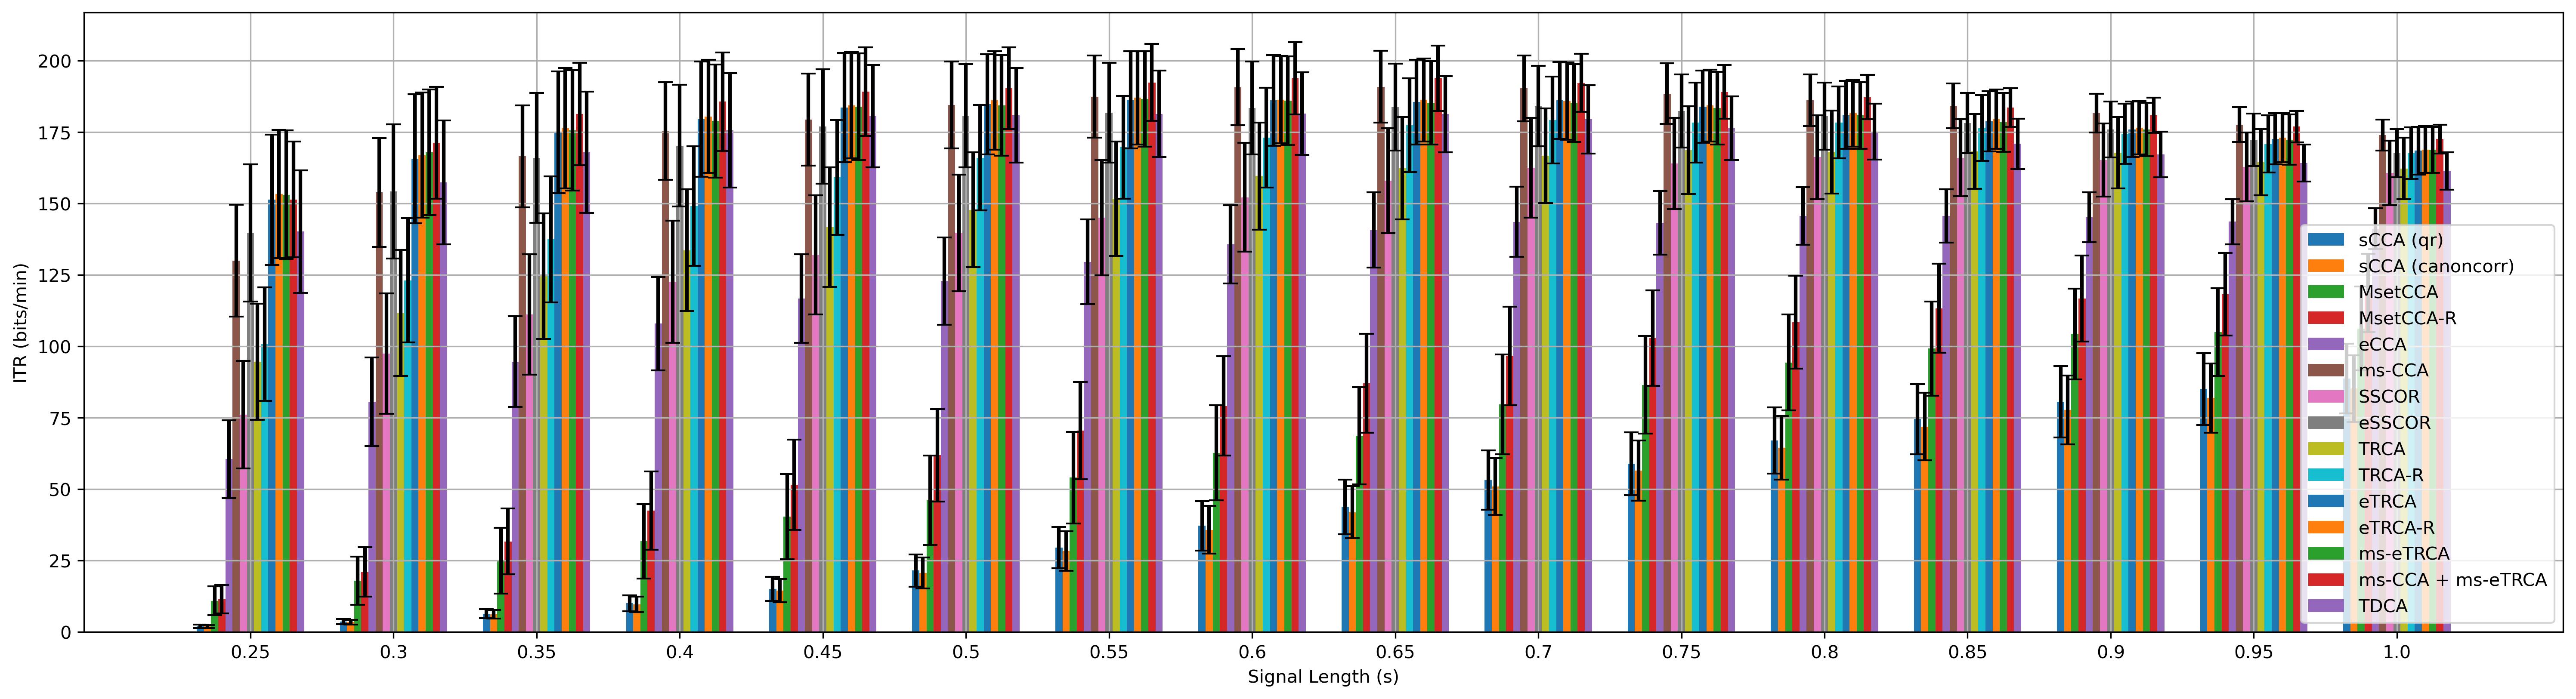 ITR (bits/min)
200
175
150
125
100
75
50
25
0
sCCA (qr)
sCCA (canoncorr)
MsetCCA
MsetCCA-R
eCCA
ms-CCA
SSCOR
eSSCOR
TRCA
TRCA-R
eTRCA
eTRCA-R
ms-eTRCA
ms-CCA + ms-eTRCA
TDCA
0.25 0.3 0.35 0.4 0.45 0.5 0.55 0.6 0.65 0.7 0.75 0.8 0.85 0.9 0.95 1.0
Signal Length (s)